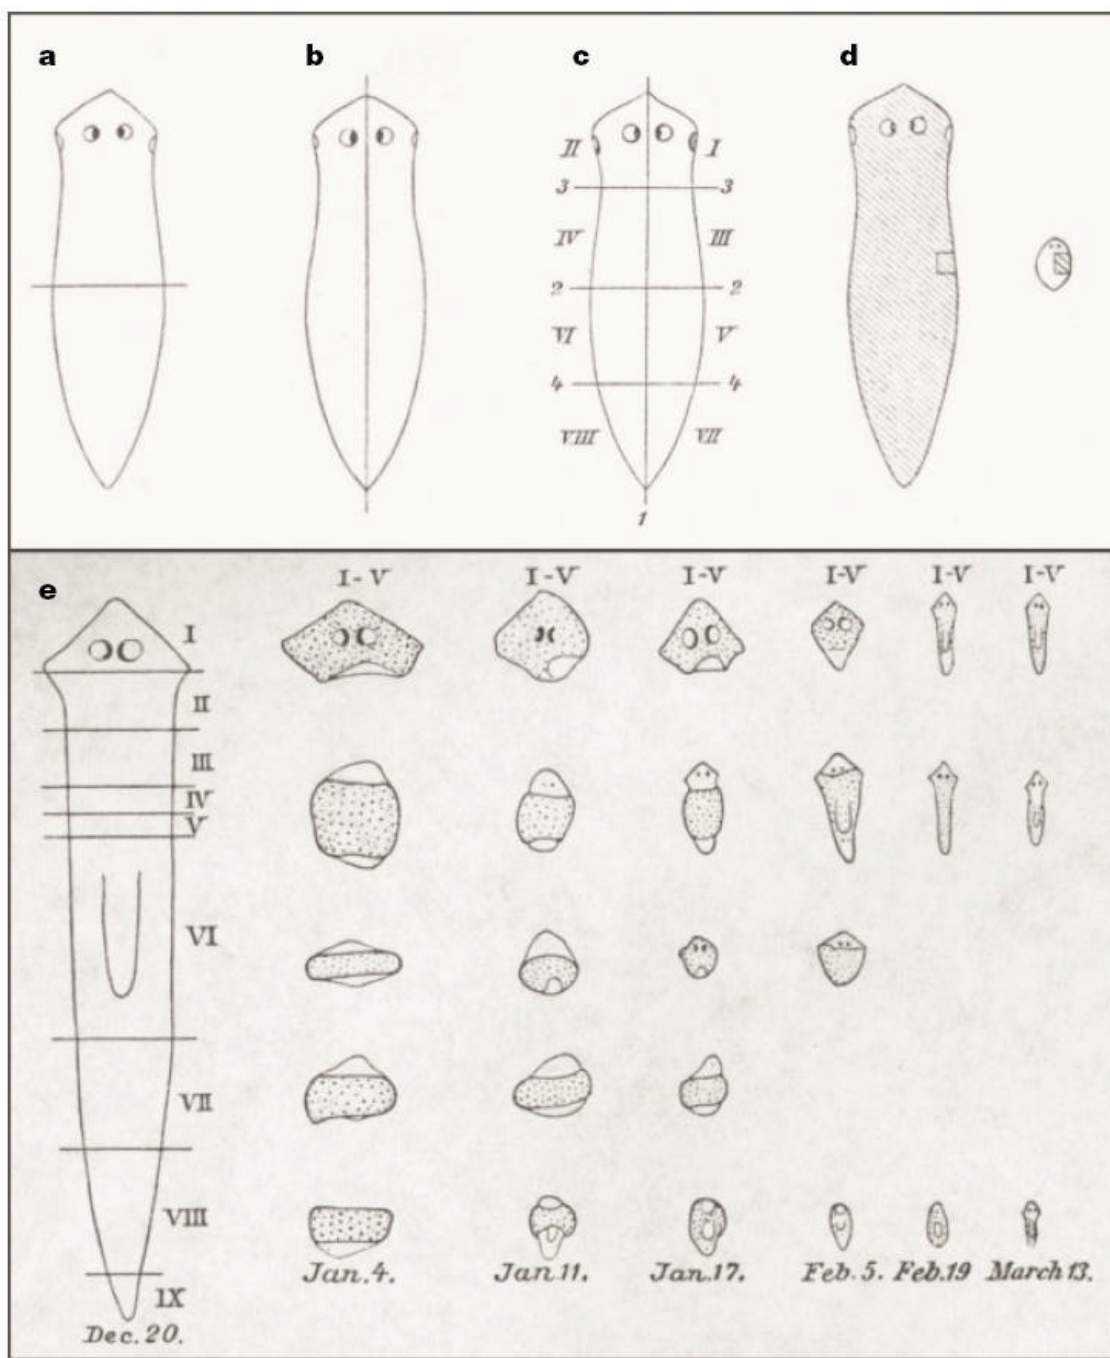 a b c d
II I
3 3
IV III
2 2
VI V
4 4
VIII VII
1
e
I-V I-V I-V I-V I-V I-V
I
II
III
IV
V
VI
VII
VIII
IX
Jan. 4. Jan 11. Jan. 17. Feb. 5. Feb. 19 March 13.
Dec. 20.